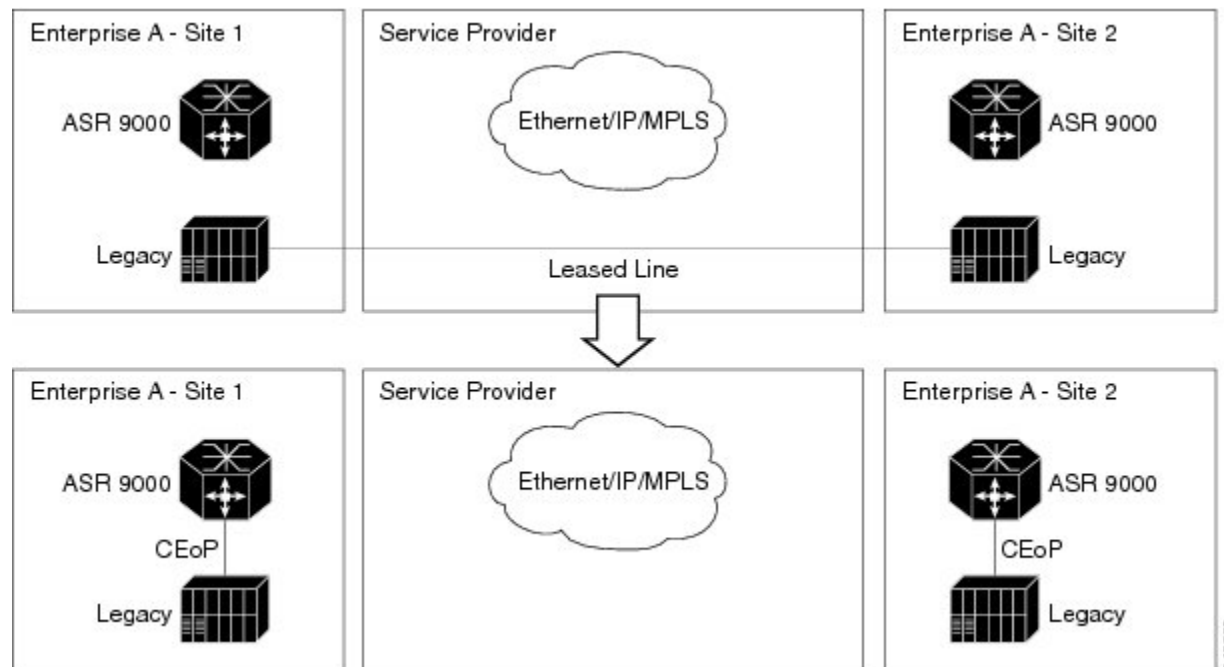 Enterprise A - Site 1
Service Provider
Enterprise A - Site 2
ASR 9000
Ethernet/IP/MPLS
ASR 9000
Legacy
Leased Line
Legacy
Enterprise A - Site 1
Service Provider
Enterprise A - Site 2
ASR 9000
Ethernet/IP/MPLS
ASR 9000
CEoP
CEoP
Legacy
Legacy